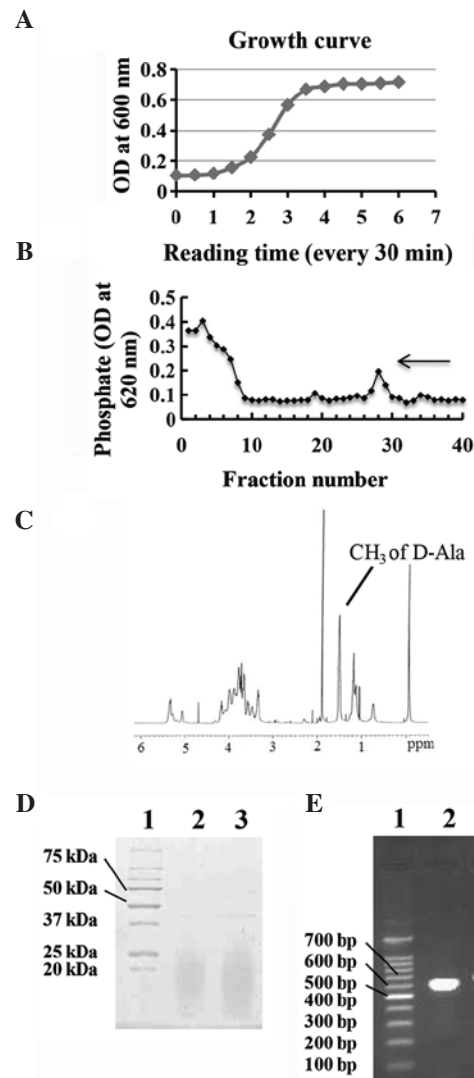 A
Growth curve
OD at 600 nm
0.8
0.6
0.4
0.2
0
0 1 2 3 4 5 6 7
Reading time (every 30 min)
B
Phosphate (OD at
620 nm)
0.5
0.4
0.3
0.2
0.1
0
0 10 20 30 40
Fraction number
C
CH3 of D-Ala
6 5 4 3 2 1 ppm
D
1 2 3
75 kDa
50 kDa
37 kDa
25 kDa
20 kDa
E
1 2
700 bp
600 bp
500 bp
400 bp
300 bp
200 bp
100 bp